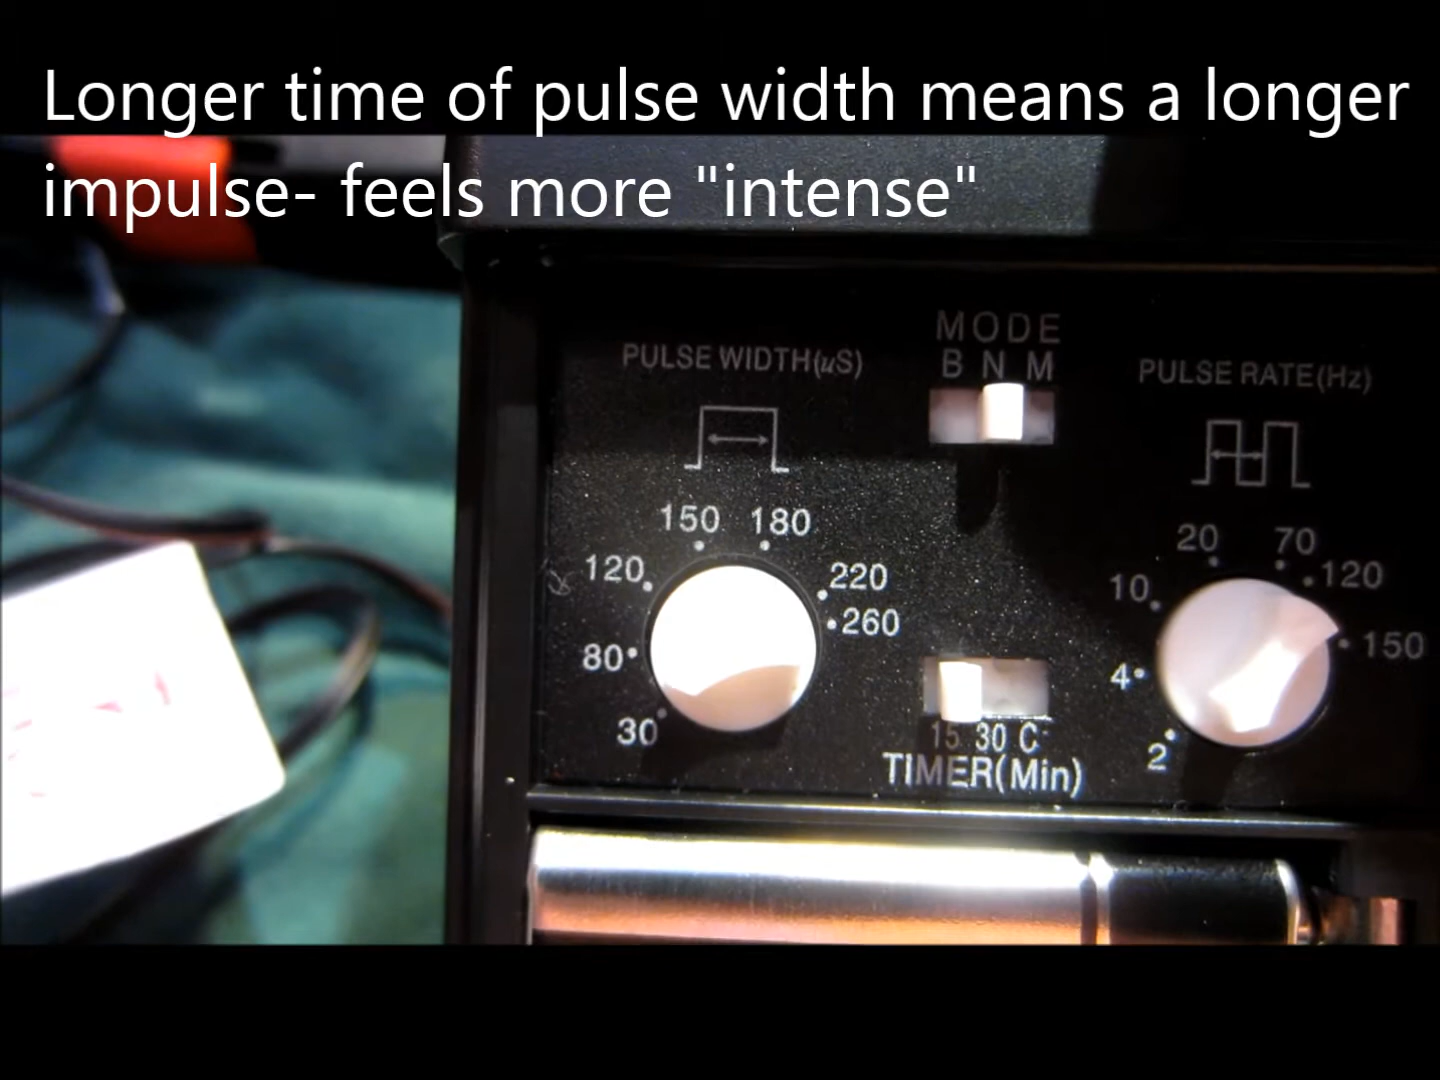 Longer time of pulse width means a longer
impulse- feels more "intense"
MODE
B N M
PULSE WIDTH(uS)
PULSE RATE(Hz)
150 180
120
220
260
80
30
20 70
10
120
150
4
2
15 30 C
TIMER(Min)